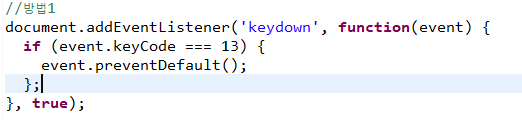 //방법1
document.addEventListener('keydown', function(event) {
  if (event.keyCode === 13) {
    event.preventDefault();
  };
}, true);